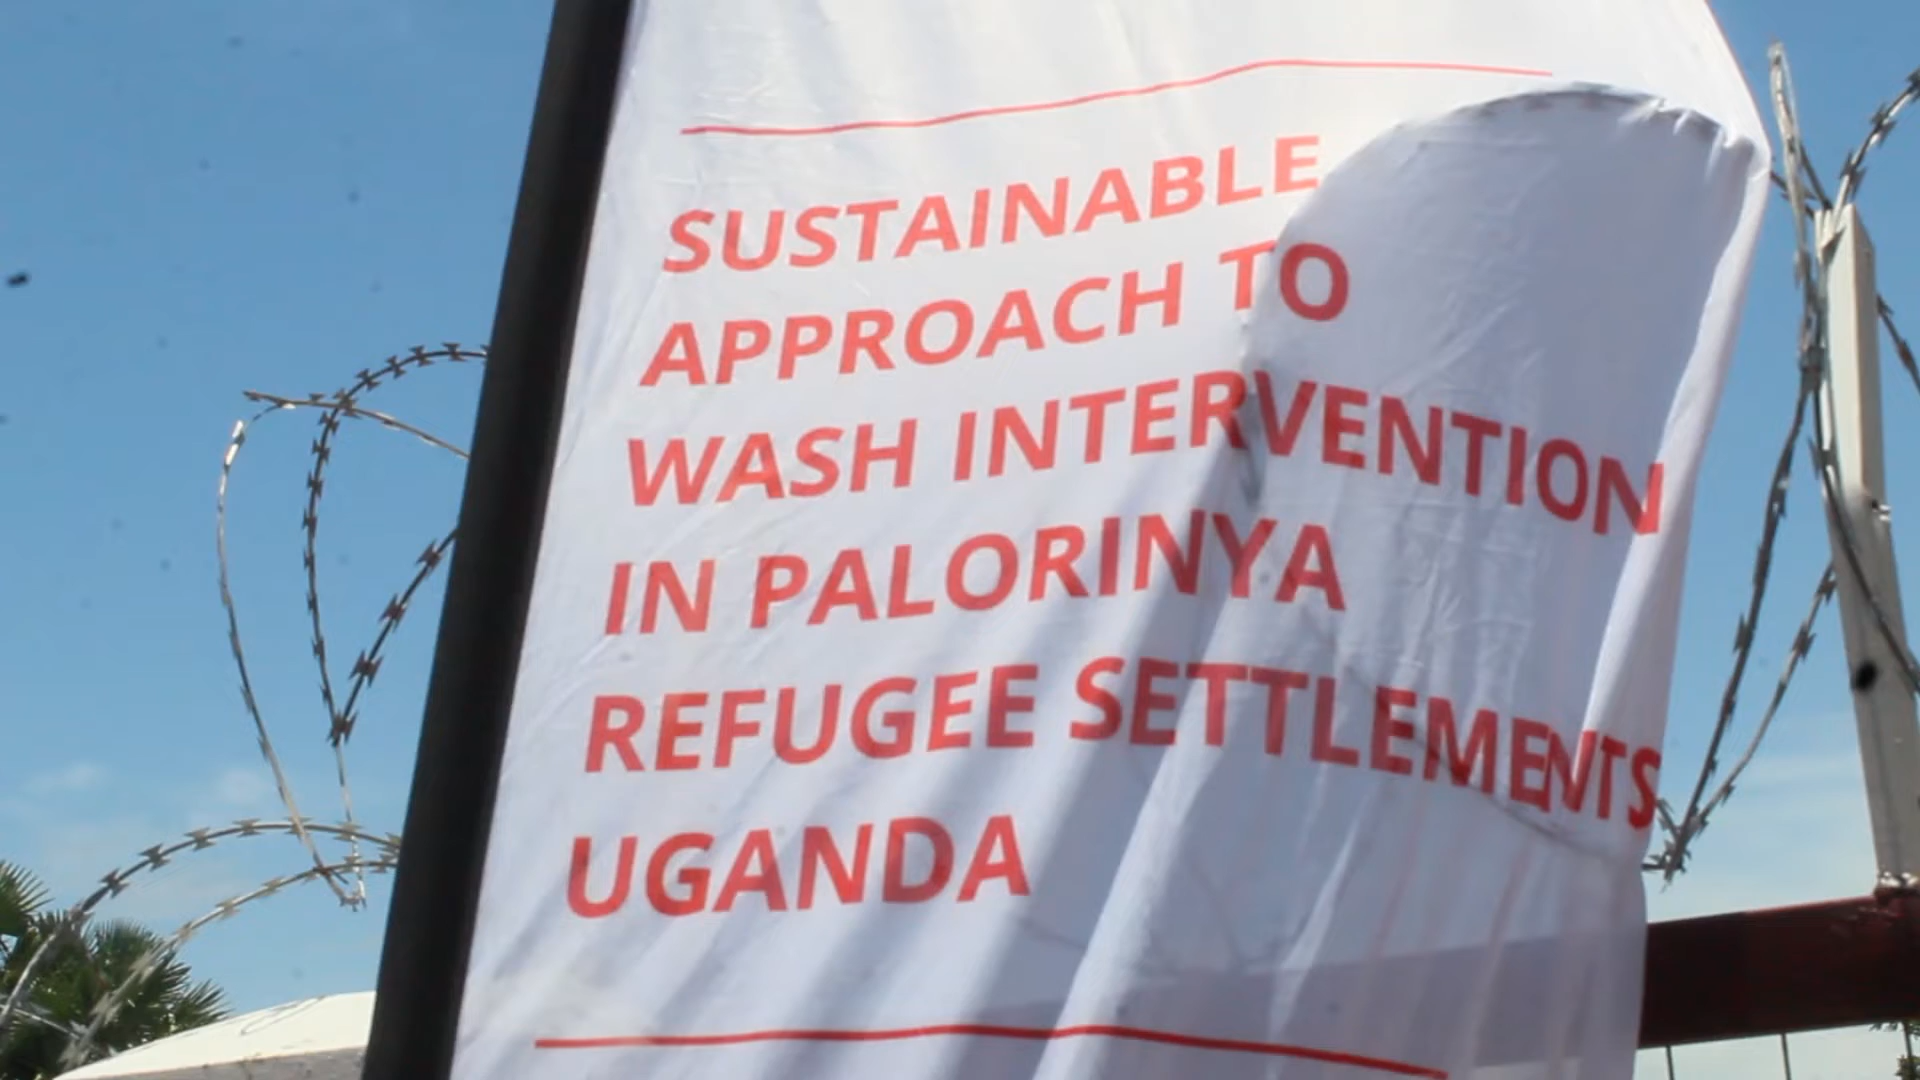 SUSTAINABLE
APPROACH TO
WASH INTERVENTION
IN PALORINYA
REFUGEE SETTLEMENTS
UGANDA